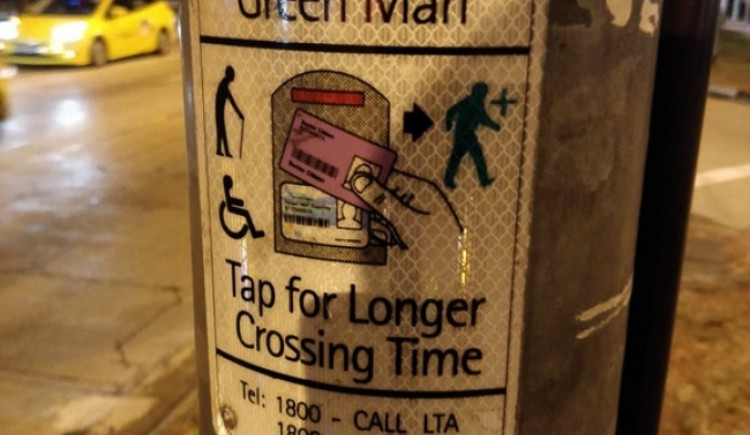 Green Man
Tap for Longer
Crossing Time
Tel: 1800 - CALL LTA